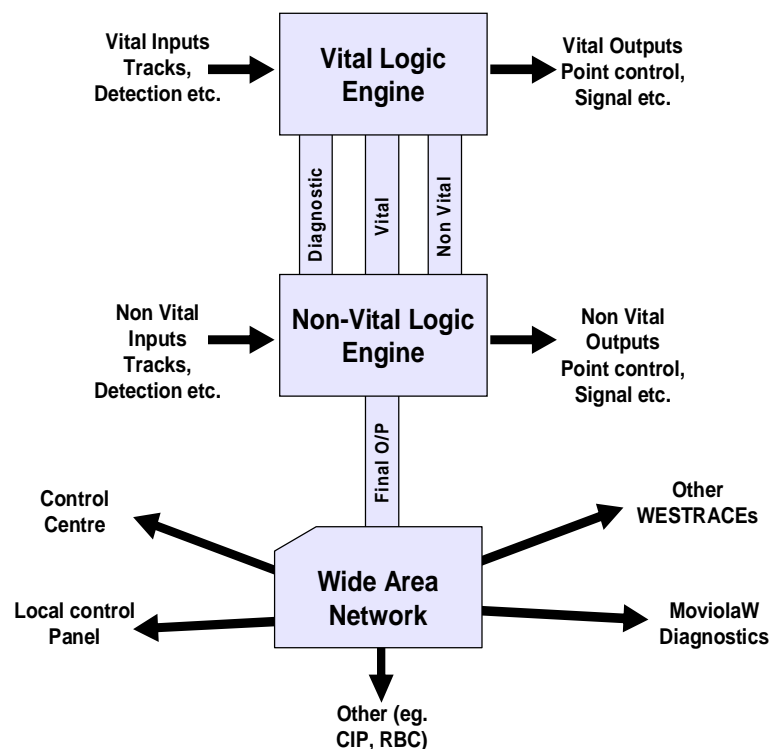 Vital Inputs
Tracks,
Detection etc.
Vital Logic
Engine
Vital Outputs
Point control,
Signal etc.
Diagnostic
Vital
Non Vital
Non Vital
Inputs
Tracks,
Detection etc.
Non-Vital Logic
Engine
Non Vital
Outputs
Point control,
Signal etc.
Final O/P
Control
Centre
Other
WESTRACEs
Wide Area
Network
Local control
Panel
MoviolaW
Diagnostics
Other (eg.
CIP, RBC)